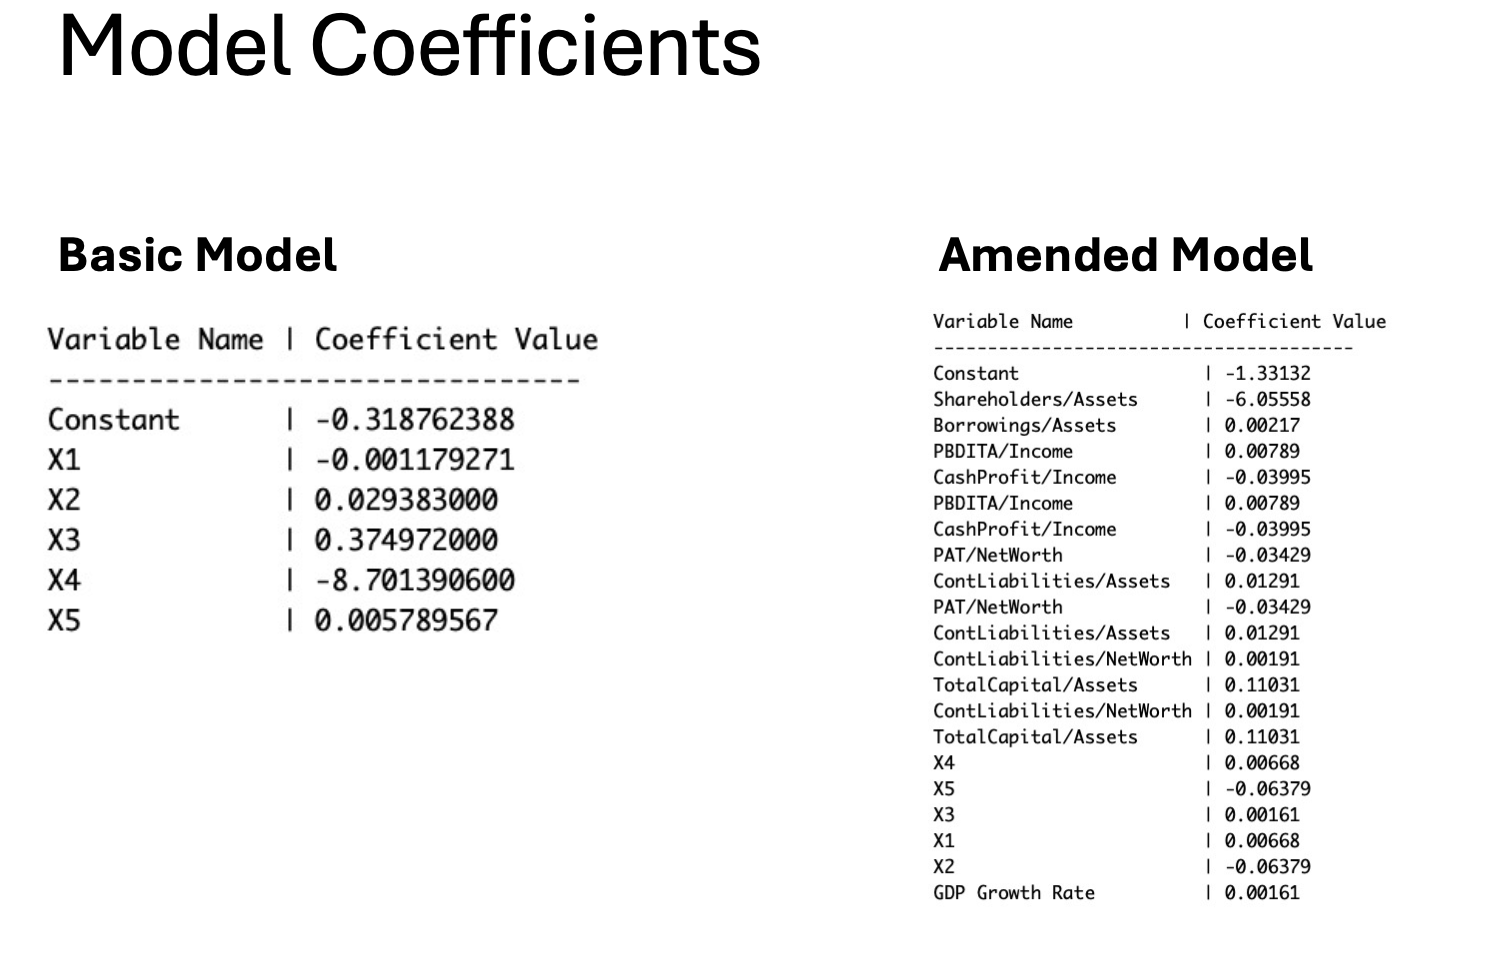 Model Coefficients
Basic Model
Variable Name | Coefficient Value
--------------------------------
Constant | -0.318762388
X1 | -0.001179271
X2 | 0.029383000
X3 | 0.374972000
X4 | -8.701390600
X5 | 0.005789567
Amended Model
Variable Name | Coefficient Value
---------------------------------------
Constant | -1.33132
Shareholders/Assets | -6.05558
Borrowings/Assets | 0.00217
PBDITA/Income | 0.00789
CashProfit/Income | -0.03995
PBDITA/Income | 0.00789
CashProfit/Income | -0.03995
PAT/NetWorth | -0.03429
ContLiabilities/Assets | 0.01291
PAT/NetWorth | -0.03429
ContLiabilities/Assets | 0.01291
ContLiabilities/NetWorth | 0.00191
TotalCapital/Assets | 0.11031
ContLiabilities/NetWorth | 0.00191
TotalCapital/Assets | 0.11031
X4 | 0.00668
X5 | -0.06379
X3 | 0.00161
X1 | 0.00668
X2 | -0.06379
GDP Growth Rate | 0.00161